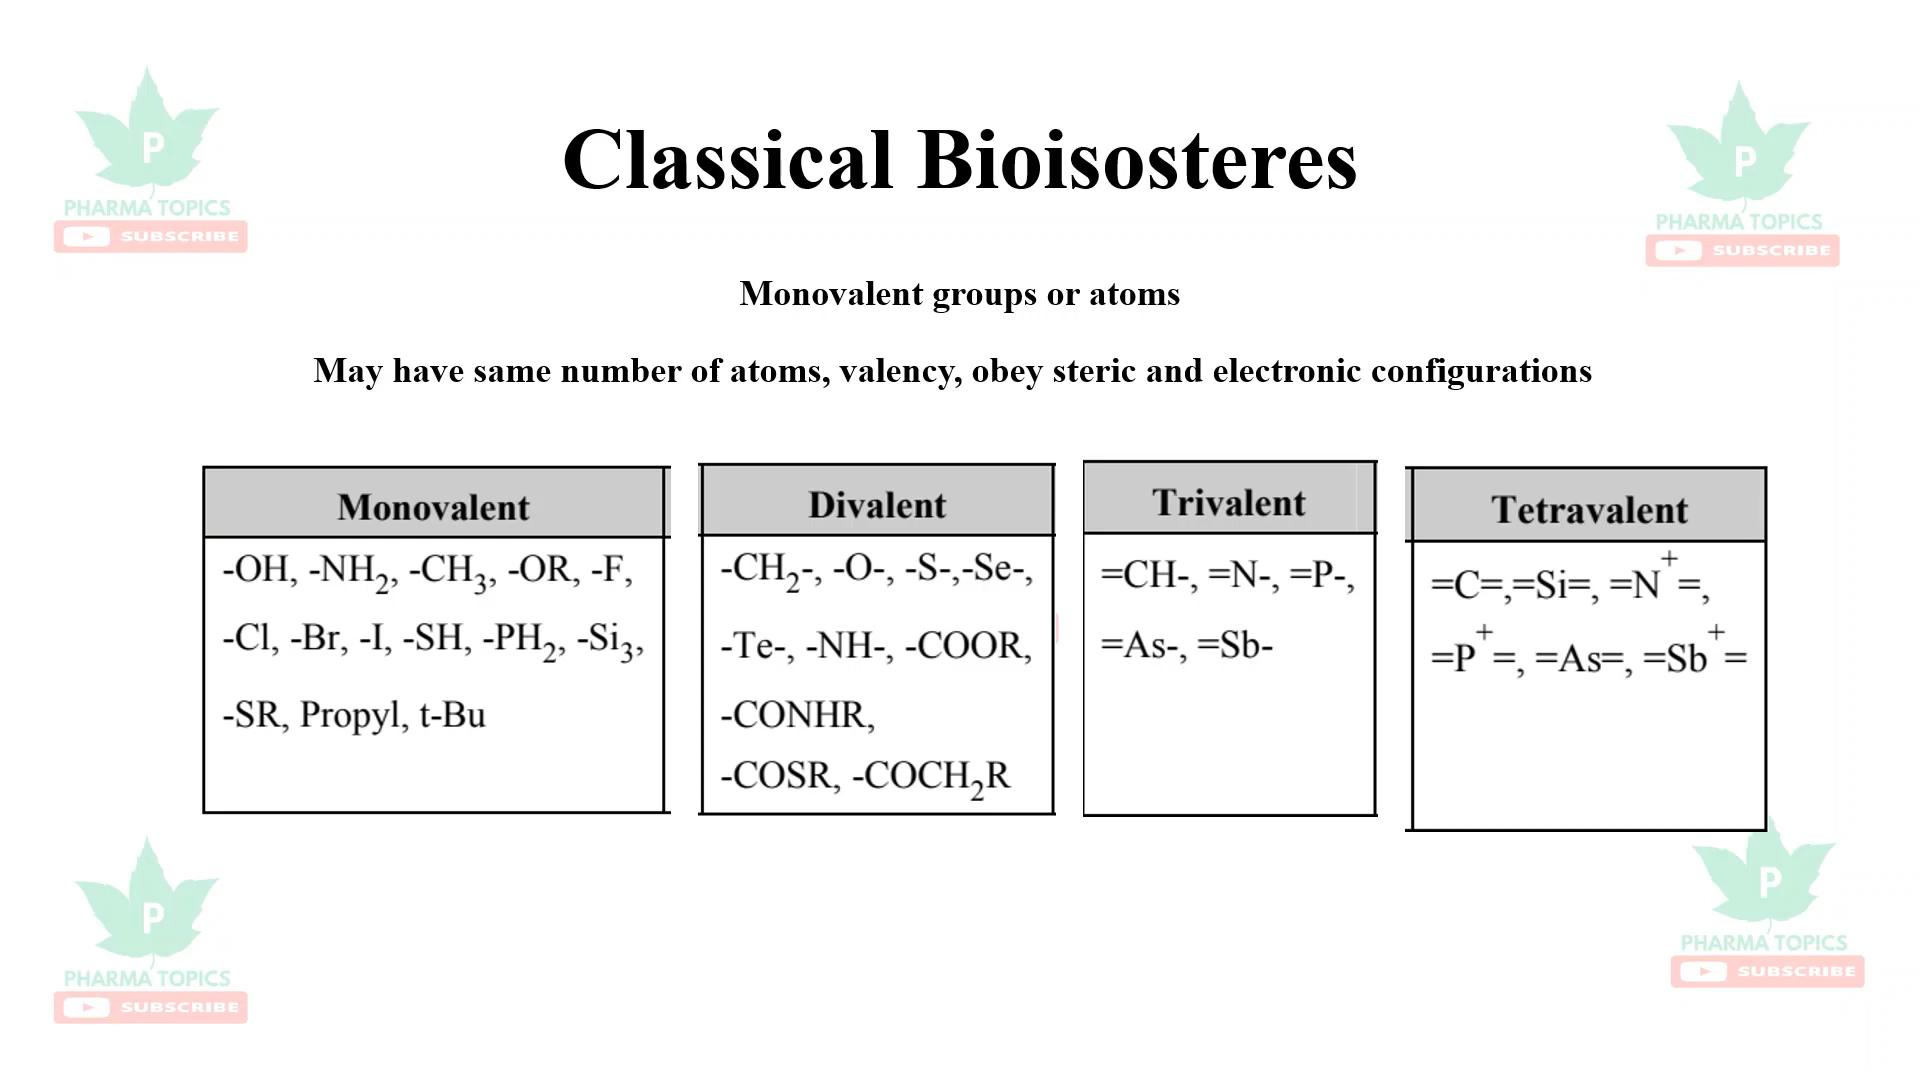 P
PHARMA TOPICS
SUBSCRIBE
P
PHARMA TOPICS
SUBSCRIBE
Classical Bioisosteres
Monovalent groups or atoms
May have same number of atoms, valency, obey steric and electronic configurations
Monovalent
-OH, -NH₂, -CH₃, -OR, -F,
-Cl, -Br, -I, -SH, -PH₂, -Si₃,
-SR, Propyl, t-Bu
Divalent
-CH₂-, -O-, -S-,-Se-,
-Te-, -NH-, -COOR,
-CONHR,
-COSR, -COCH₂R
Trivalent
=CH-, =N-, =P-,
=As-, =Sb-
Tetravalent
=C=,=Si=, =N⁺=,
=P⁺=, =As=, =Sb⁺=
P
PHARMA TOPICS
SUBSCRIBE
P
PHARMA TOPICS
SUBSCRIBE